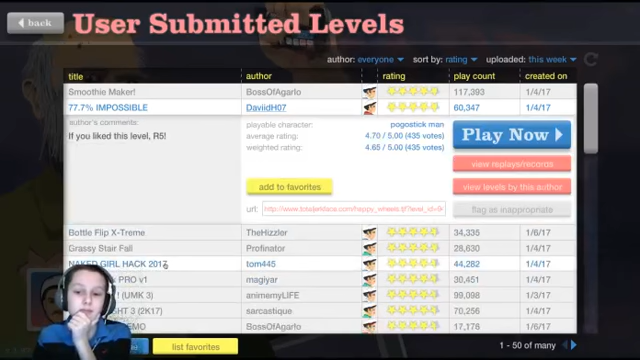 back
User Submitted Levels
author: everyone sort by: rating uploaded: this week
title author rating play count created on
Smoothie Maker! BossOfAgarIo 117,393 1/4/17
77.7% IMPOSSIBLE DaviidH07 60,347 1/4/17
author's comments:
If you liked this level, R5!
playable character: pogostick man
average rating: 4.70 / 5.00 (435 votes)
weighted rating: 4.65 / 5.00 (435 votes)
Play Now
view replays/records
add to favorites
view levels by this author
url:
flag as inappropriate
Bottle Flip X-Treme TheHizzler 34,335 1/6/17
Grassy Stair Fall Profinator 28,630 1/4/17
NAKED GIRL HACK 2017 tom445 44,282 1/4/17
PRO v1 magiyar 30,451 1/4/17
(UMK 3) animemyLIFE 99,098 1/3/17
3 (2K17) sarcastique 70,374 1/4/17
EMO BossOfAgarIo 17,178 1/6/17
list favorites
1 - 50 of many